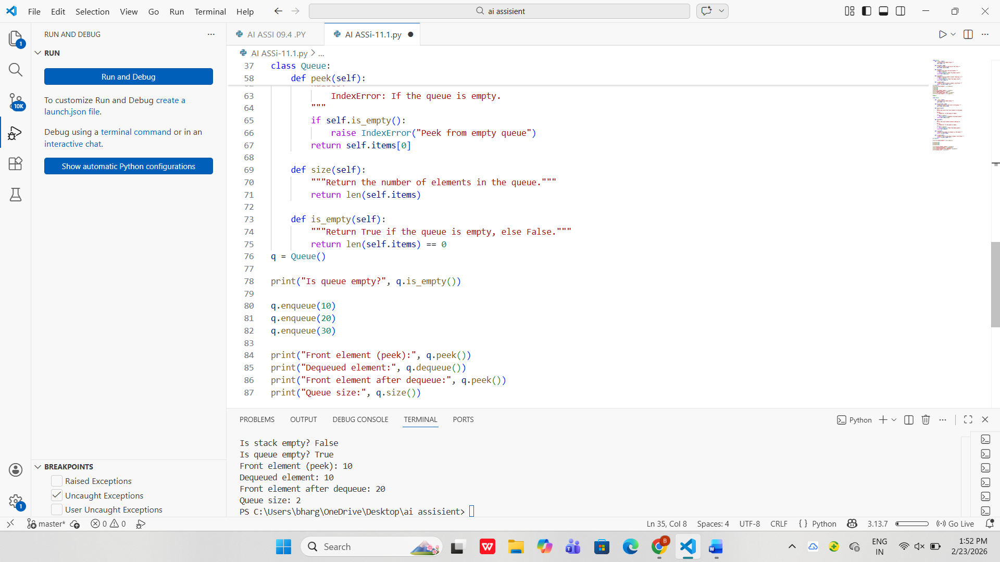 File Edit Selection View Go Run Terminal Help
ai assisient
RUN AND DEBUG
RUN
Run and Debug
To customize Run and Debug create a
launch.json file.
Debug using a terminal command or in an
interactive chat.
Show automatic Python configurations
1
10K
BREAKPOINTS
Raised Exceptions
Uncaught Exceptions
User Uncaught Exceptions
1
AI ASSI 09.4 .PY
AI ASSi-11.1.py
AI ASSi-11.1.py > ...
37 class Queue:
58 def peek(self):
63 IndexError: If the queue is empty.
64 """
65 if self.is_empty():
66 raise IndexError("Peek from empty queue")
67 return self.items[0]
68
69 def size(self):
70 """Return the number of elements in the queue."""
71 return len(self.items)
72
73 def is_empty(self):
74 """Return True if the queue is empty, else False."""
75 return len(self.items) == 0
76 q = Queue()
77
78 print("Is queue empty?", q.is_empty())
79
80 q.enqueue(10)
81 q.enqueue(20)
82 q.enqueue(30)
83
84 print("Front element (peek):", q.peek())
85 print("Dequeued element:", q.dequeue())
86 print("Front element after dequeue:", q.peek())
87 print("Queue size:", q.size())
PROBLEMS OUTPUT DEBUG CONSOLE TERMINAL PORTS
Python
Is stack empty? False
Is queue empty? True
Front element (peek): 10
Dequeued element: 10
Front element after dequeue: 20
Queue size: 2
PS C:\Users\bharg\OneDrive\Desktop\ai assisient>
master* 0 0
Ln 35, Col 8 Spaces: 4 UTF-8 CRLF { } Python 3.13.7 Go Live
Search
ENG
IN
1:52 PM
2/23/2026